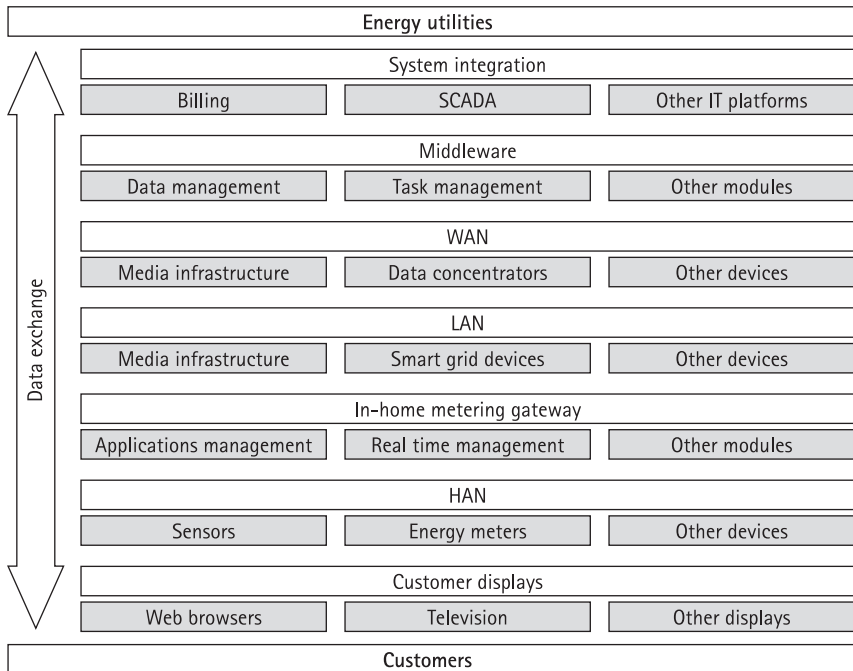 Energy utilities
System integration
Billing SCADA Other IT platforms
Middleware
Data management Task management Other modules
WAN
Media infrastructure Data concentrators Other devices
LAN
Media infrastructure Smart grid devices Other devices
In-home metering gateway
Applications management Real time management Other modules
HAN
Sensors Energy meters Other devices
Customer displays
Web browsers Television Other displays
Customers
Data exchange